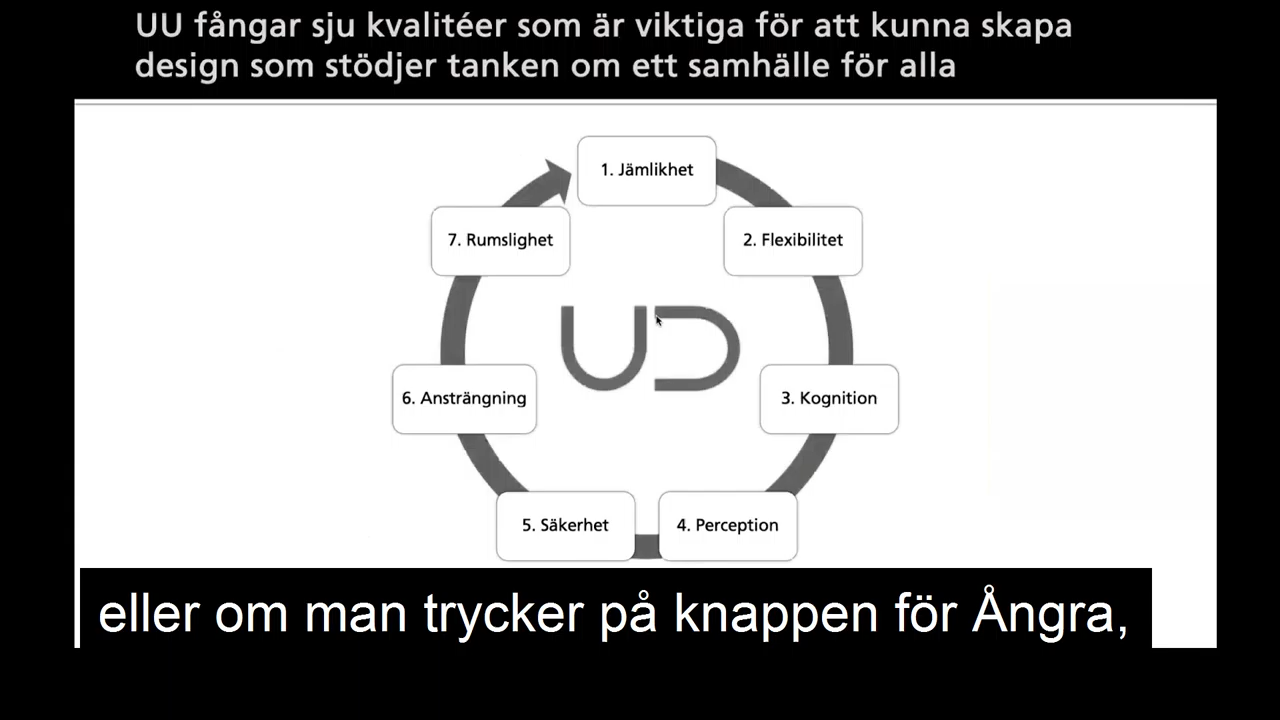 UU fångar sju kvalitéer som är viktiga för att kunna skapa
design som stödjer tanken om ett samhälle för alla
1. Jämlikhet
7. Rumslighet
2. Flexibilitet
UD
6. Ansträngning
3. Kognition
5. Säkerhet
4. Perception
eller om man trycker på knappen för Ångra,